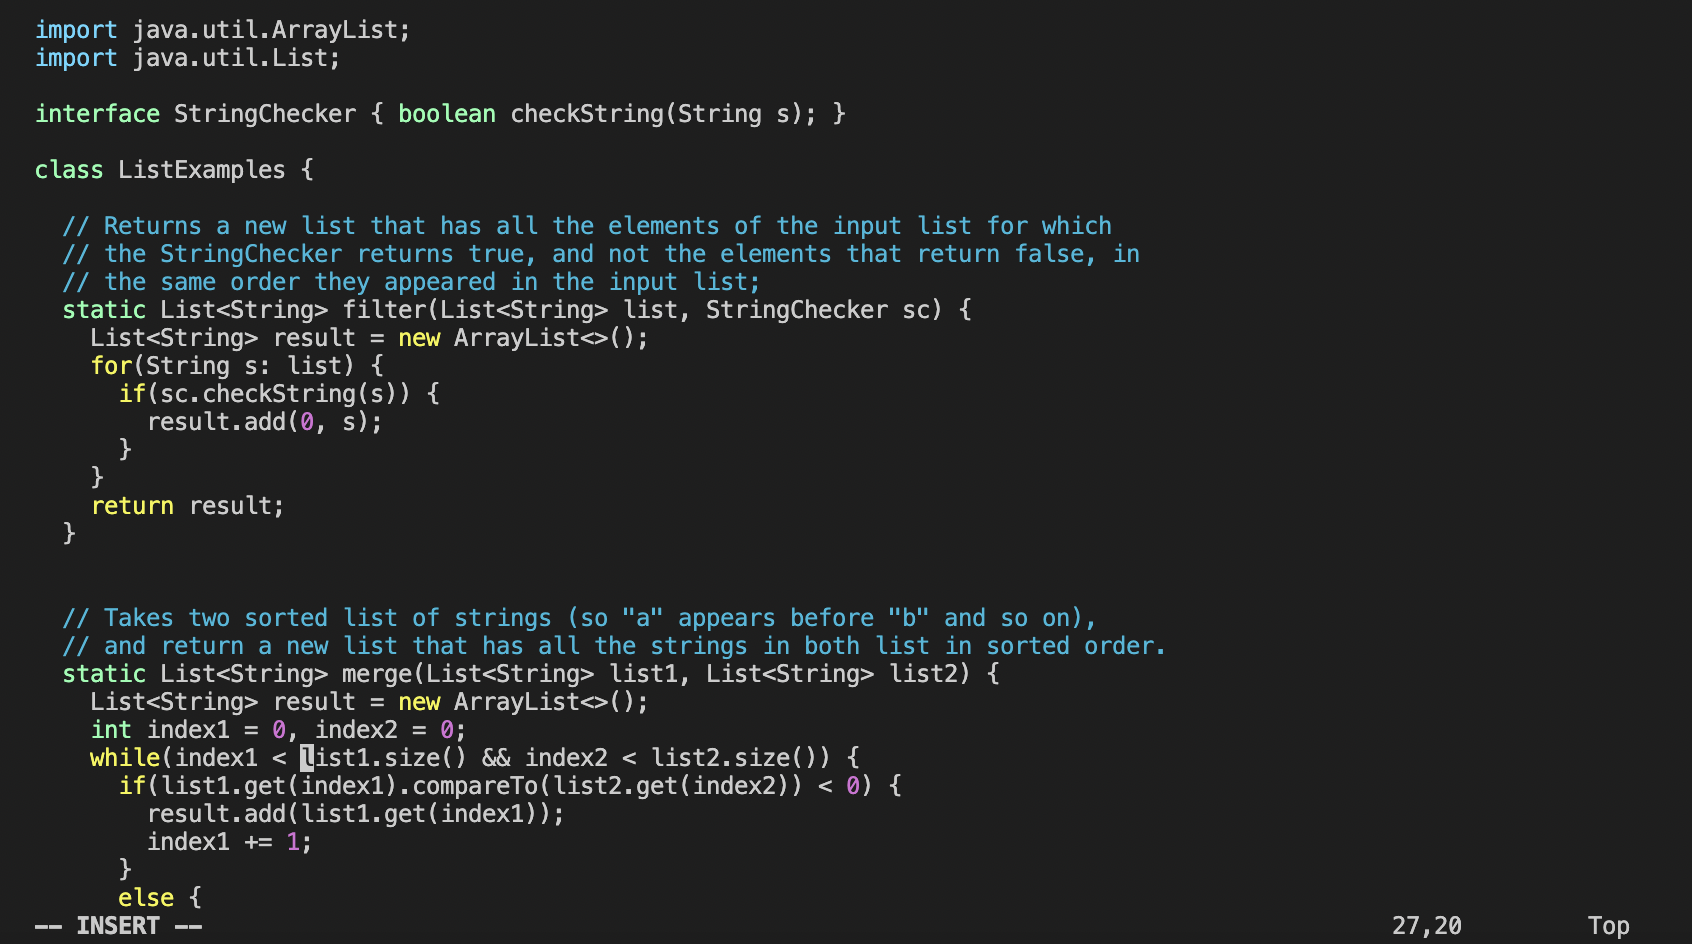 import java.util.ArrayList;
import java.util.List;

interface StringChecker { boolean checkString(String s); }

class ListExamples {

  // Returns a new list that has all the elements of the input list for which
  // the StringChecker returns true, and not the elements that return false, in
  // the same order they appeared in the input list;
  static List<String> filter(List<String> list, StringChecker sc) {
    List<String> result = new ArrayList<>();
    for(String s: list) {
      if(sc.checkString(s)) {
        result.add(0, s);
      }
    }
    return result;
  }


  // Takes two sorted list of strings (so "a" appears before "b" and so on),
  // and return a new list that has all the strings in both list in sorted order.
  static List<String> merge(List<String> list1, List<String> list2) {
    List<String> result = new ArrayList<>();
    int index1 = 0, index2 = 0;
    while(index1 < list1.size() && index2 < list2.size()) {
      if(list1.get(index1).compareTo(list2.get(index2)) < 0) {
        result.add(list1.get(index1));
        index1 += 1;
      }
      else {
-- INSERT -- 27,20 Top